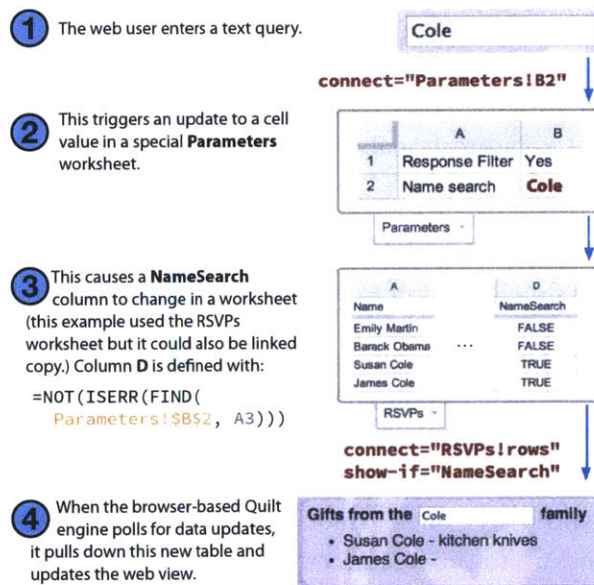 1 The web user enters a text query.
Cole
connect="Parameters!B2"
2 This triggers an update to a cell
value in a special Parameters
worksheet.
A B
1 Response Filter Yes
2 Name search Cole
Parameters
3 This causes a NameSearch
column to change in a worksheet
(this example used the RSVPs
worksheet but it could also be linked
copy.) Column D is defined with:
=NOT(ISERR(FIND(
Parameters!$B$2, A3)))
A D
Name NameSearch
Emily Martin FALSE
Barack Obama ... FALSE
Susan Cole TRUE
James Cole TRUE
RSVPs
connect="RSVPs!rows"
show-if="NameSearch"
4 When the browser-based Quilt
engine polls for data updates,
it pulls down this new table and
updates the web view.
Gifts from the Cole family
• Susan Cole - kitchen knives
• James Cole -